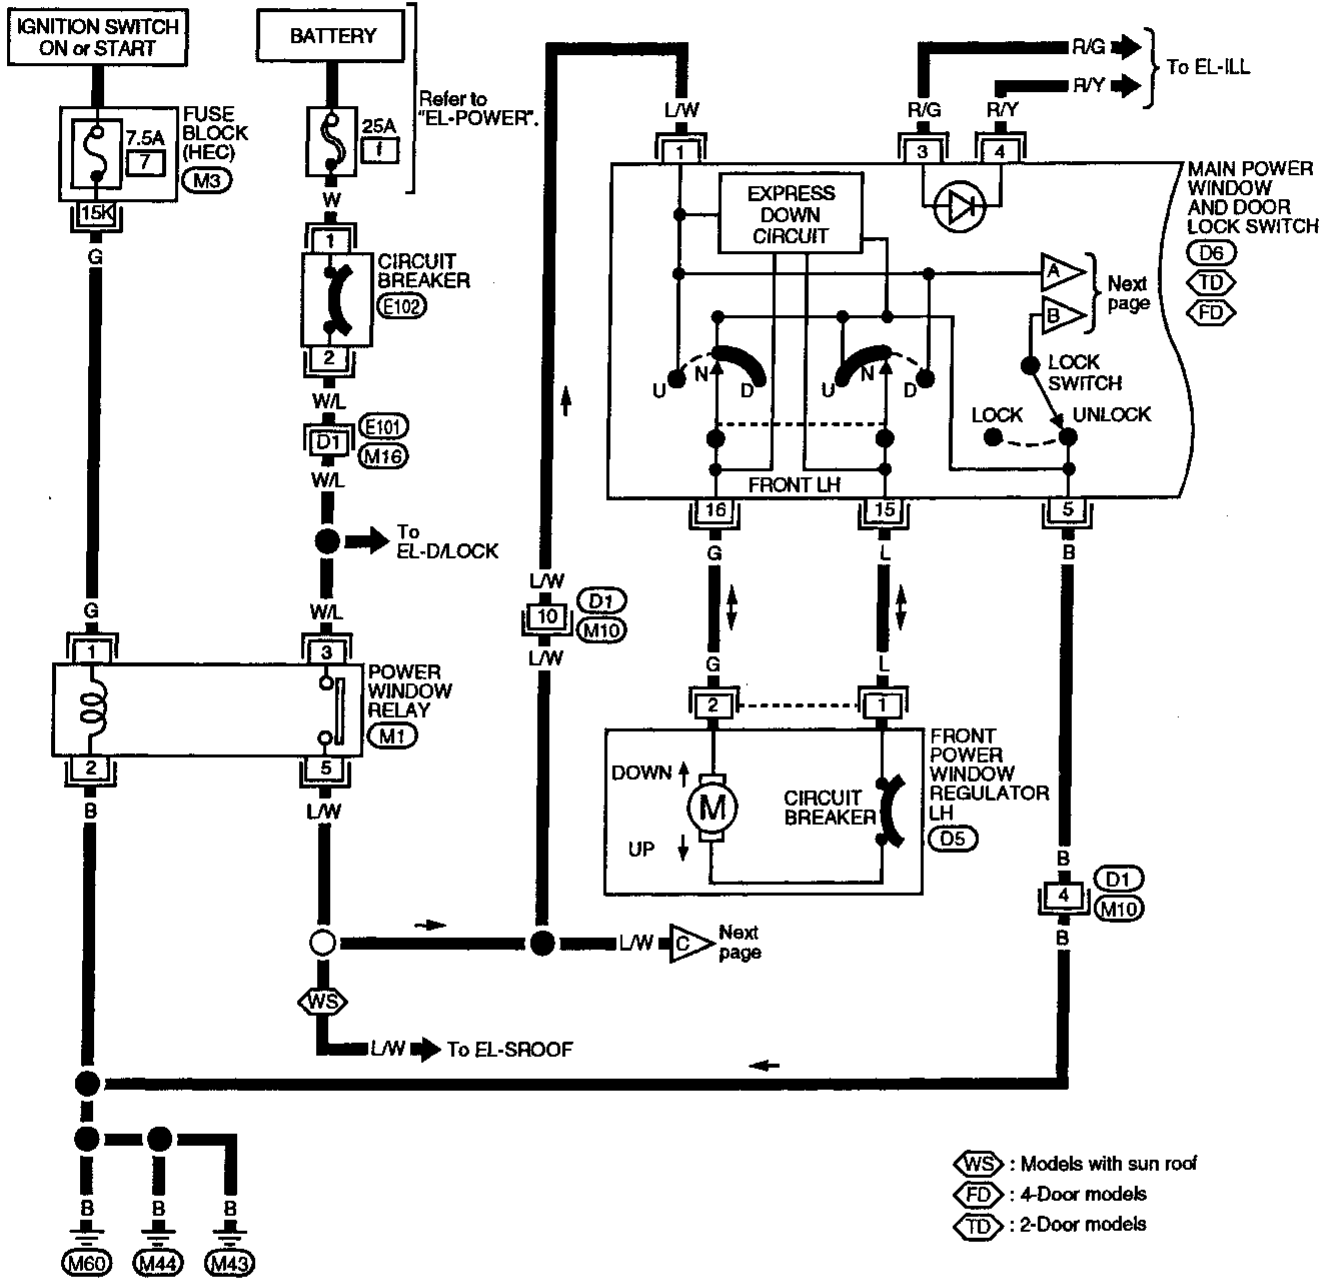 IGNITION SWITCH
ON or START
BATTERY
Refer to
"EL-POWER".
FUSE
BLOCK
(HEC)
M3
7.5A
7
15K
G
25A
f
W
1
CIRCUIT
BREAKER
E102
2
W/L
D1
E101
M16
W/L
To
EL-D/LOCK
G
W/L
1
3
POWER
WINDOW
RELAY
M1
2
5
B
L/W
WS
L/W
To EL-SROOF
L/W
C
Next
page
L/W
10
D1
M10
L/W
L/W
1
R/G
R/Y
To EL-ILL
R/G
R/Y
3
4
MAIN POWER
WINDOW
AND DOOR
LOCK SWITCH
D6
TD
FD
EXPRESS
DOWN
CIRCUIT
A
B
Next
page
U
N
D
U
N
D
LOCK
SWITCH
LOCK
UNLOCK
FRONT LH
16
15
5
G
L
B
G
L
2
1
FRONT
POWER
WINDOW
REGULATOR
LH
D5
DOWN
UP
M
CIRCUIT
BREAKER
B
4
D1
M10
B
B
B
B
M60
M44
M43
WS : Models with sun roof
FD : 4-Door models
TD : 2-Door models